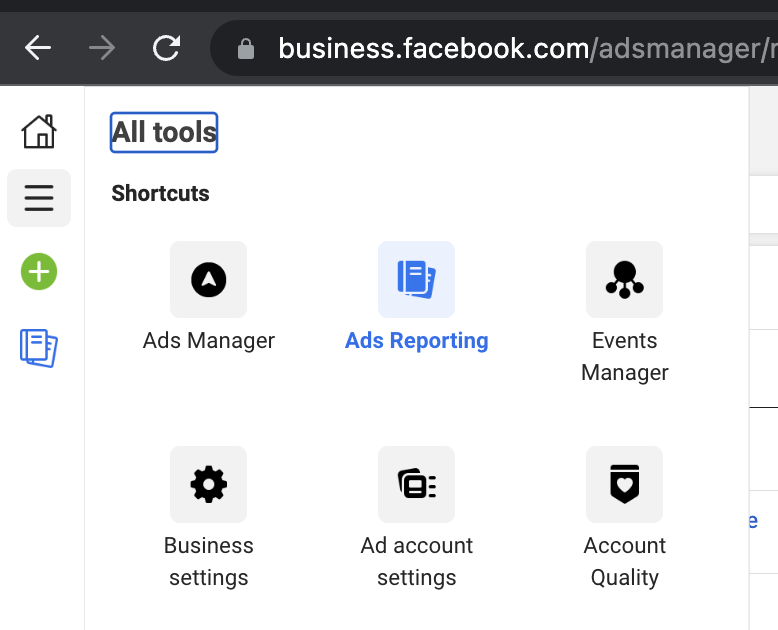 business.facebook.com/adsmanager/
All tools
Shortcuts
Ads Manager
Ads Reporting
Events
Manager
Business
settings
Ad account
settings
Account
Quality